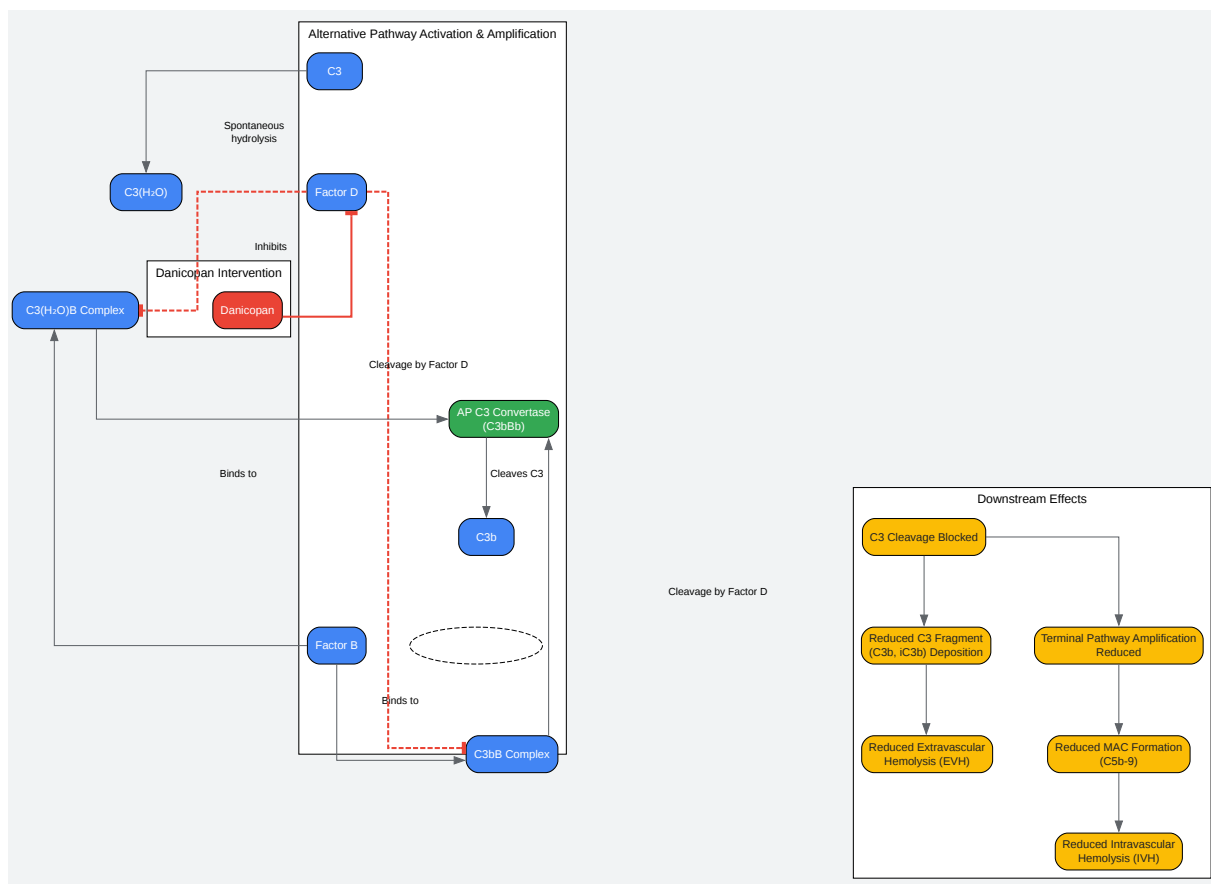 Alternative Pathway Activation & Amplification
C3
Spontaneous
hydrolysis
C3(H₂O)
Factor D
Inhibits
Danicopan Intervention
C3(H₂O)B Complex
Danicopan
Cleavage by Factor D
AP C3 Convertase
(C3bBb)
Binds to
Cleaves C3
Downstream Effects
C3b
C3 Cleavage Blocked
Cleavage by Factor D
Factor B
Reduced C3 Fragment
(C3b, iC3b) Deposition
Terminal Pathway Amplification
Reduced
Binds to
C3bB Complex
Reduced Extravascular
Hemolysis (EVH)
Reduced MAC Formation
(C5b-9)
Reduced Intravascular
Hemolysis (IVH)